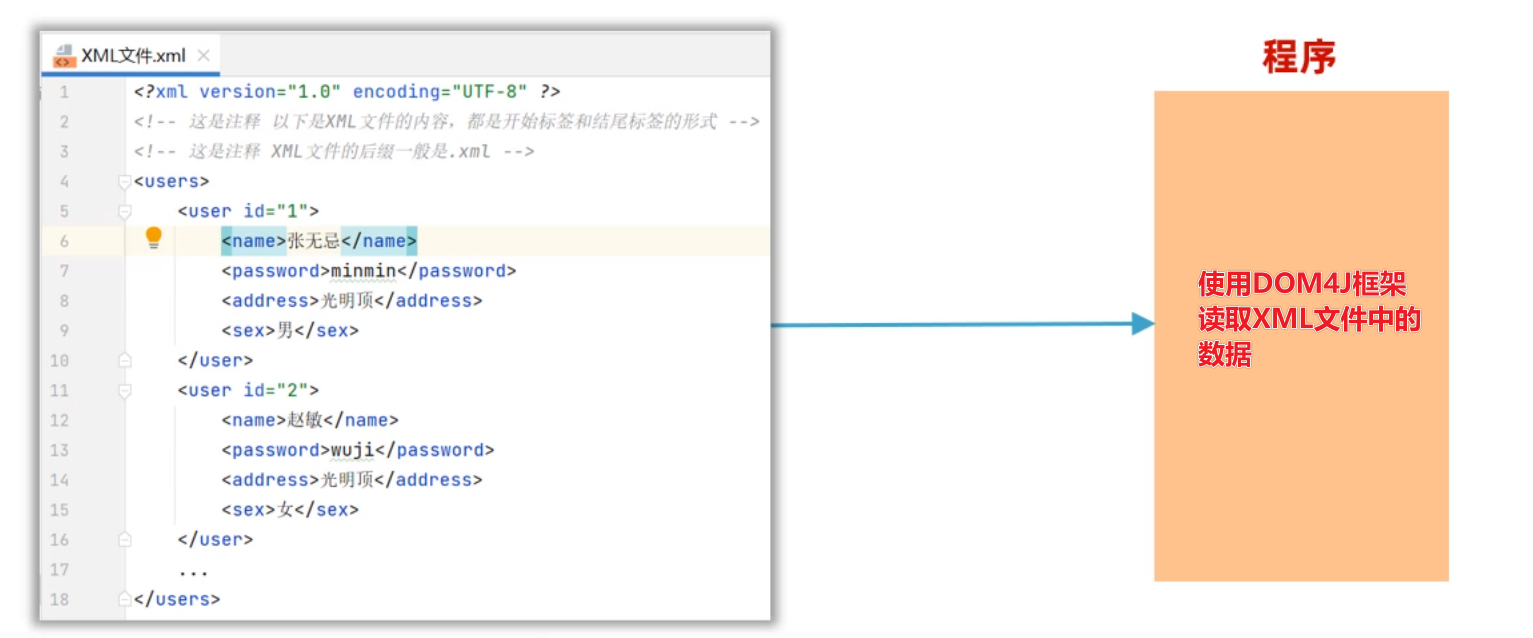 XML文件.xml
程序
1 <?xml version="1.0" encoding="UTF-8" ?>
2 <!-- 这是注释 以下是XML文件的内容，都是开始标签和结尾标签的形式 -->
3 <!-- 这是注释 XML文件的后缀一般是.xml -->
4 <users>
5 <user id="1">
6 <name>张无忌</name>
7 <password>minmin</password>
8 <address>光明顶</address>
9 <sex>男</sex>
10 </user>
11 <user id="2">
12 <name>赵敏</name>
13 <password>wuji</password>
14 <address>光明顶</address>
15 <sex>女</sex>
16 </user>
17 ...
18 </users>
使用DOM4J框架
读取XML文件中的
数据